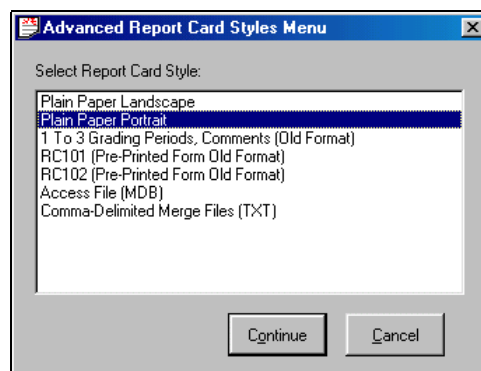 Advanced Report Card Styles Menu
Select Report Card Style:
Plain Paper Landscape
Plain Paper Portrait
1 To 3 Grading Periods, Comments (Old Format)
RC101 (Pre-Printed Form Old Format)
RC102 (Pre-Printed Form Old Format)
Access File (MDB)
Comma-Delimited Merge Files (TXT)
Continue
Cancel